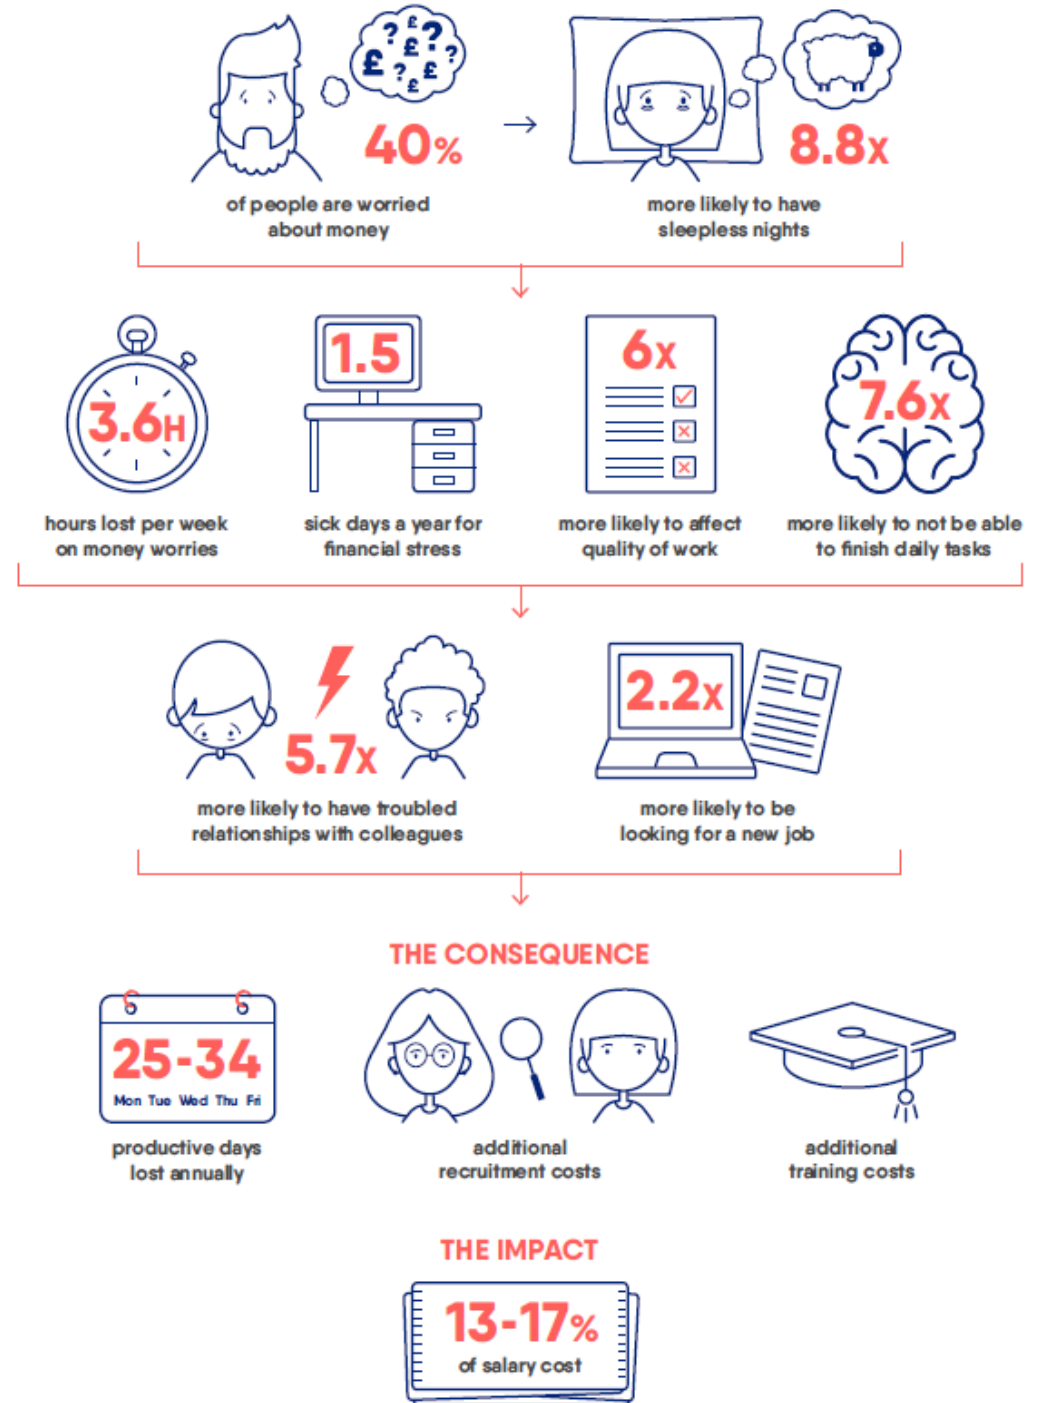 ? £ ?
£ ?
£ ? £
£
40%
of people are worried
about money
8.8X
more likely to have
sleepless nights
3.6H
hours lost per week
on money worries
1.5
sick days a year for
financial stress
6X
more likely to affect
quality of work
7.6X
more likely to not be able
to finish daily tasks
5.7X
more likely to have troubled
relationships with colleagues
2.2X
more likely to be
looking for a new job
THE CONSEQUENCE
25-34
Mon Tue Wed Thu Fri
productive days
lost annually
additional
recruitment costs
additional
training costs
THE IMPACT
13-17%
of salary cost